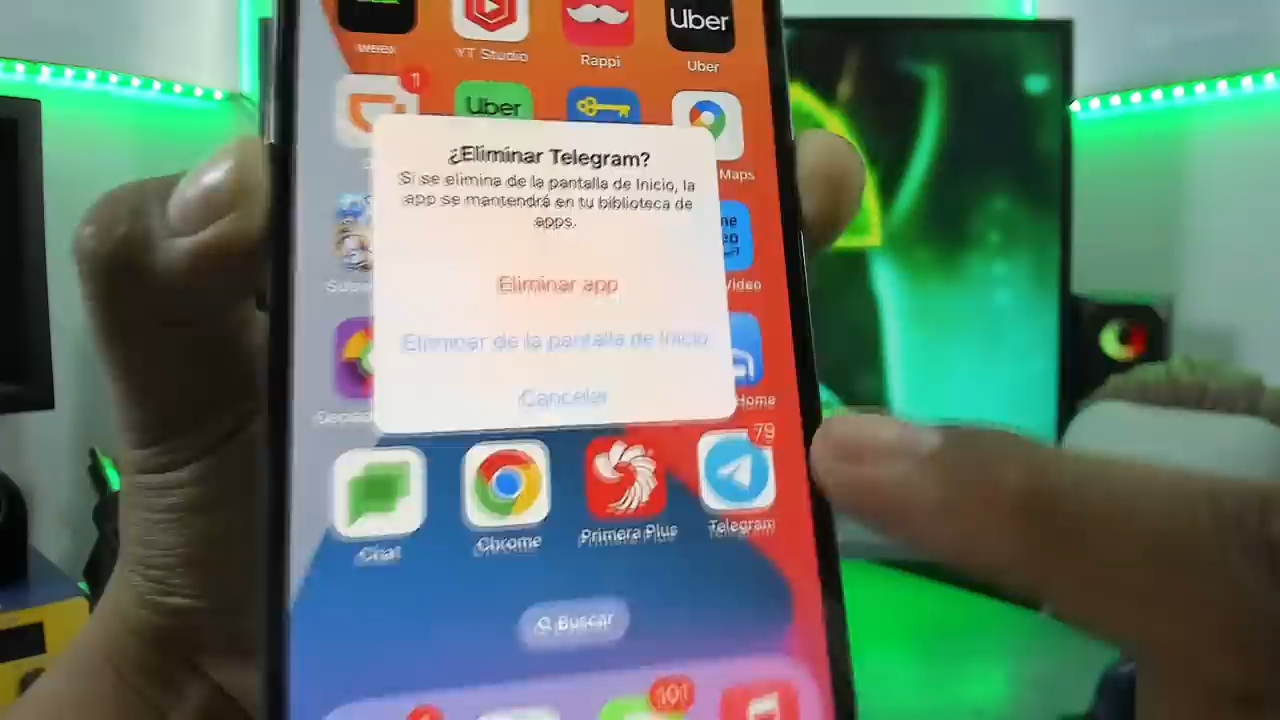 YT Studio
Rappi
Uber
Uber
1
Uber
Maps
¿Eliminar Telegram?
Si se elimina de la pantalla de Inicio, la
app se mantendrá en tu biblioteca de
apps.
Eliminar app
Eliminar de la pantalla de Inicio
Cancelar
Home
79
Chat
Chrome
Primera Plus
Telegram
Buscar
101